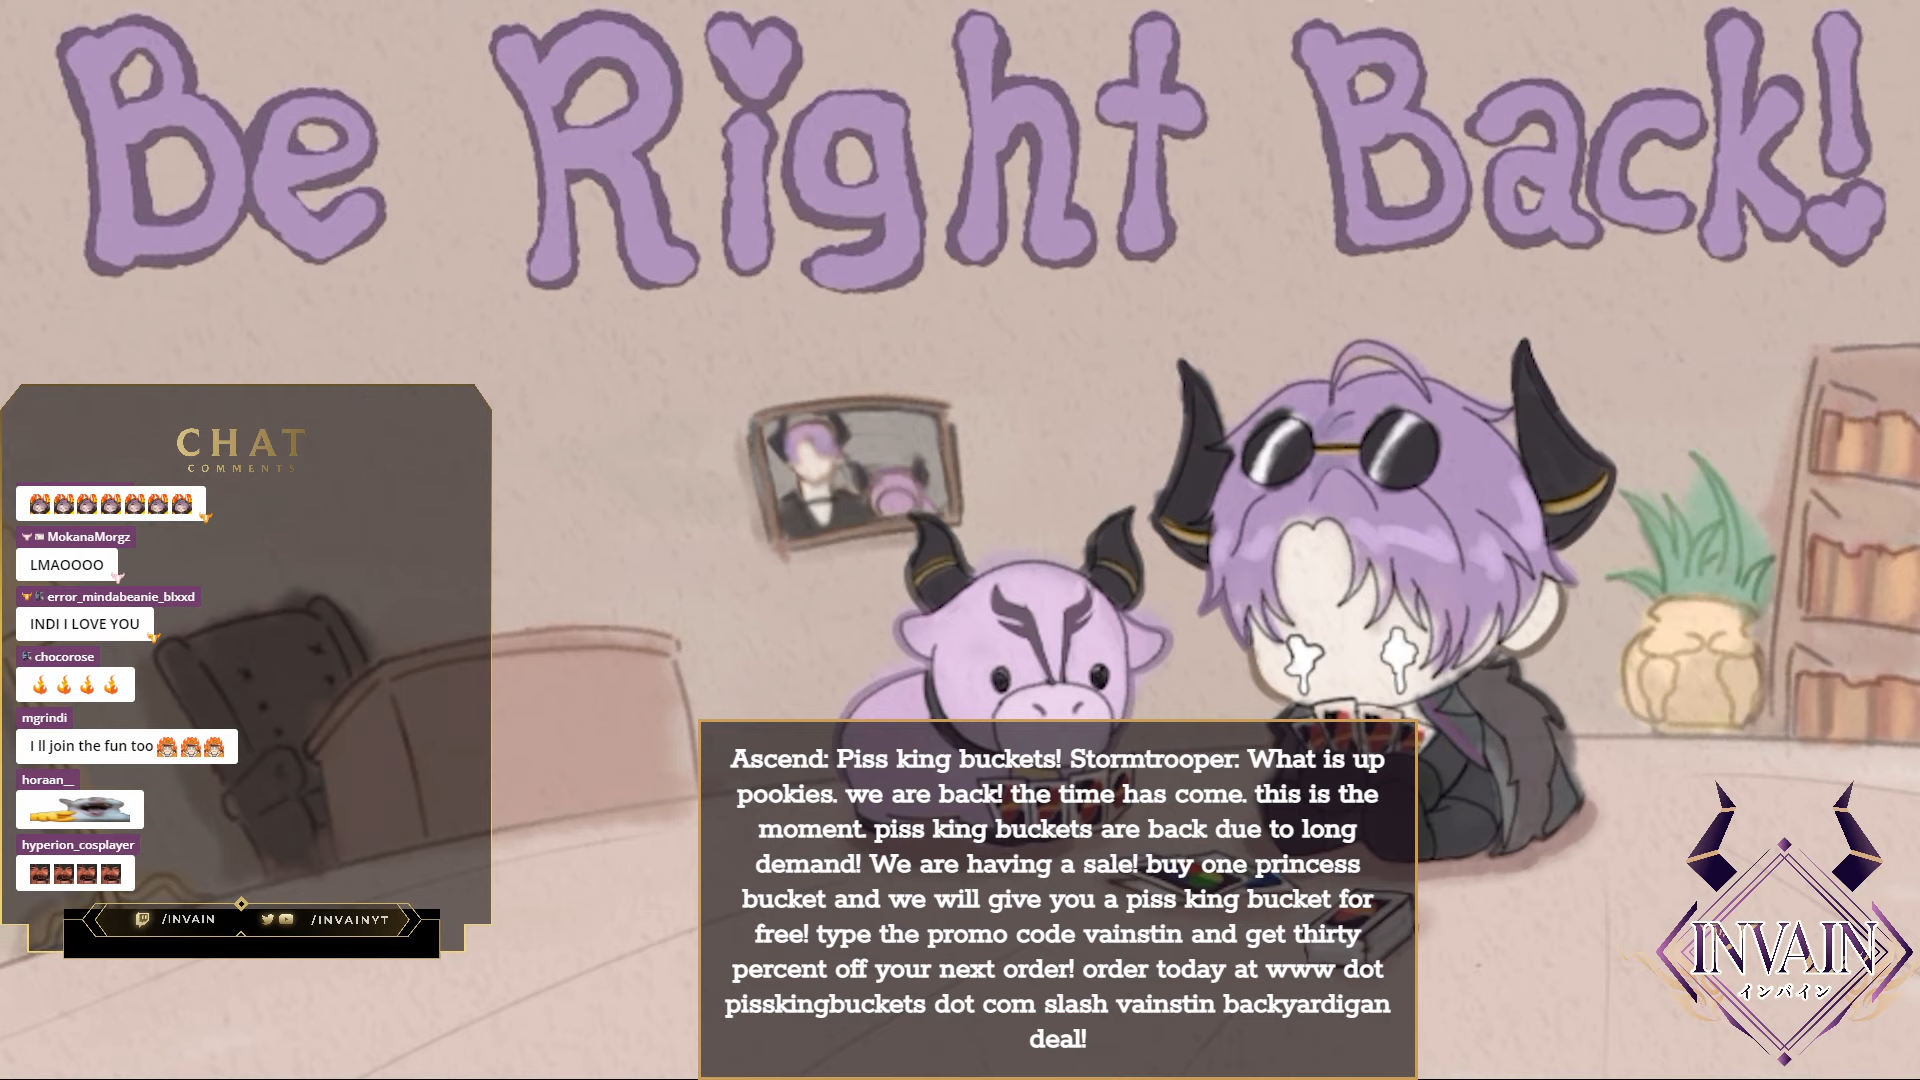 Be Right Back!
CHAT
COMMENTS
MokanaMorgz
LMAOOOO
error_mindabeanie_blxxd
INDI I LOVE YOU
chocorose
mgrindi
I ll join the fun too
horaan__
hyperion_cosplayer
/INVAIN /INVAINYT
Ascend: Piss king buckets! Stormtrooper: What is up
pookies. we are back! the time has come. this is the
moment. piss king buckets are back due to long
demand! We are having a sale! buy one princess
bucket and we will give you a piss king bucket for
free! type the promo code vainstin and get thirty
percent off your next order! order today at www dot
pisskingbuckets dot com slash vainstin backyardigan
deal!
INVAIN
インバイン